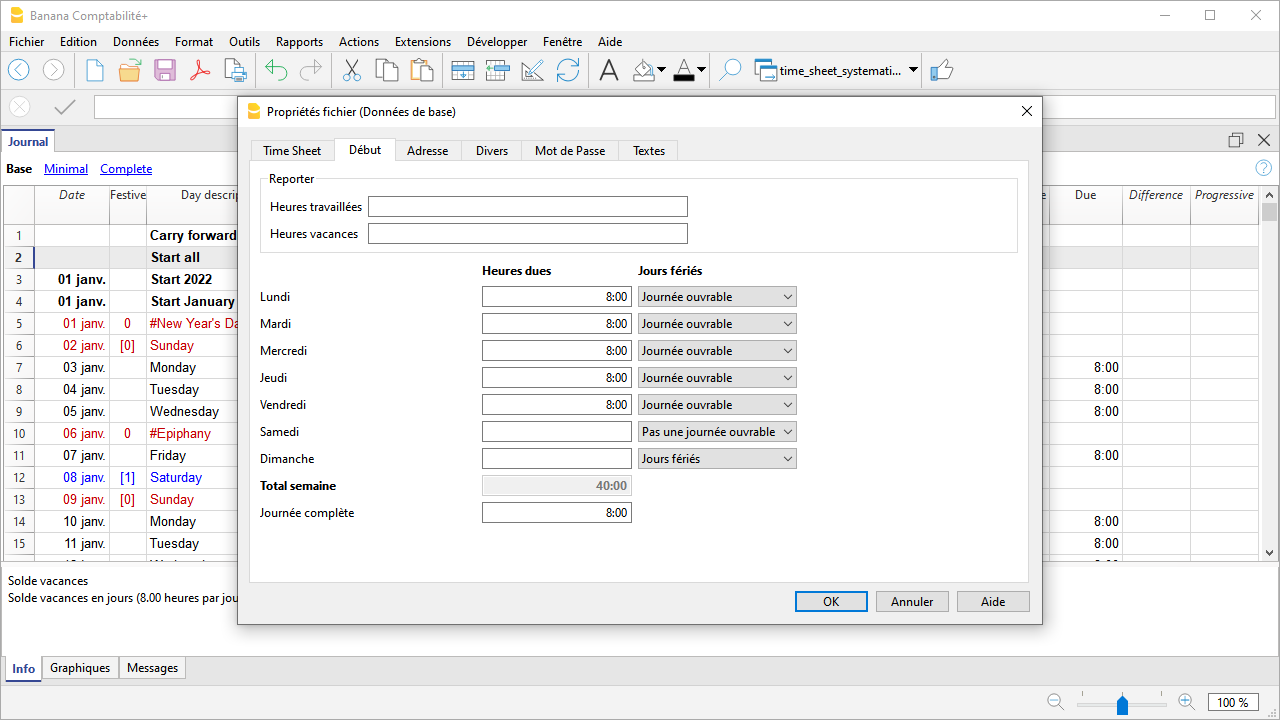 Banana Comptabilité+
Fichier Edition Données Format Outils Rapports Actions Extensions Développer Fenêtre Aide
time_sheet_systemati...
Propriétés fichier (Données de base)
Journal
Time Sheet Début Adresse Divers Mot de Passe Textes
Base Minimal Complete
Reporter
Date Festive Due Difference Progressive
Heures travaillées
Heures vacances
1 Carry forward
2 Start all
Heures dues Jours fériés
3 01 janv. Start 2022
Lundi 8:00 Journée ouvrable
4 01 janv. Start January
Mardi 8:00 Journée ouvrable
5 01 janv. 0 #New Year's
Mercredi 8:00 Journée ouvrable
6 02 janv. [0] Sunday
Jeudi 8:00 Journée ouvrable
7 03 janv. Monday 8:00
8 04 janv. Tuesday 8:00
Vendredi 8:00 Journée ouvrable
9 05 janv. Wednesday 8:00
Samedi Pas une journée ouvrable
10 06 janv. 0 #Epiphany
Dimanche Jours fériés
11 07 janv. Friday 8:00
12 08 janv. [1] Saturday
Total semaine 40:00
13 09 janv. [0] Sunday
Journée complète 8:00
14 10 janv. Monday 8:00
15 11 janv. Tuesday 8:00
Solde vacances
Solde vacances en jours (8.00 heures par
OK Annuler Aide
Info Graphiques Messages
100 %